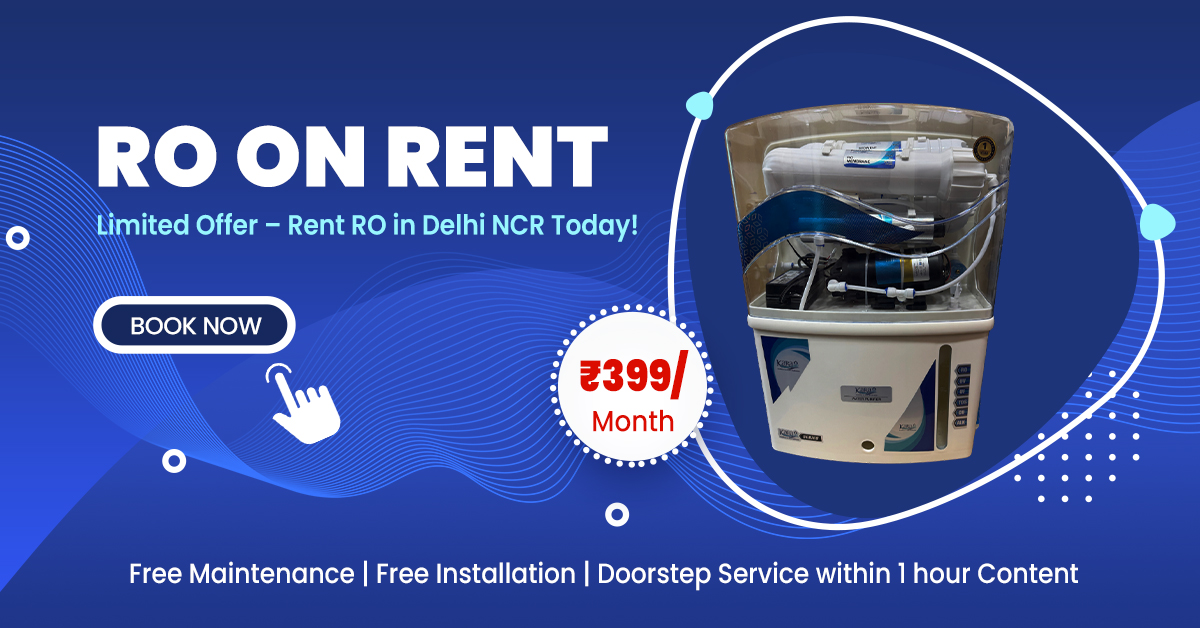 RO ON RENT
Limited Offer – Rent RO in Delhi NCR Today!
BOOK NOW
₹399/
Month
MEMBRANE
Free Maintenance | Free Installation | Doorstep Service within 1 hour Content